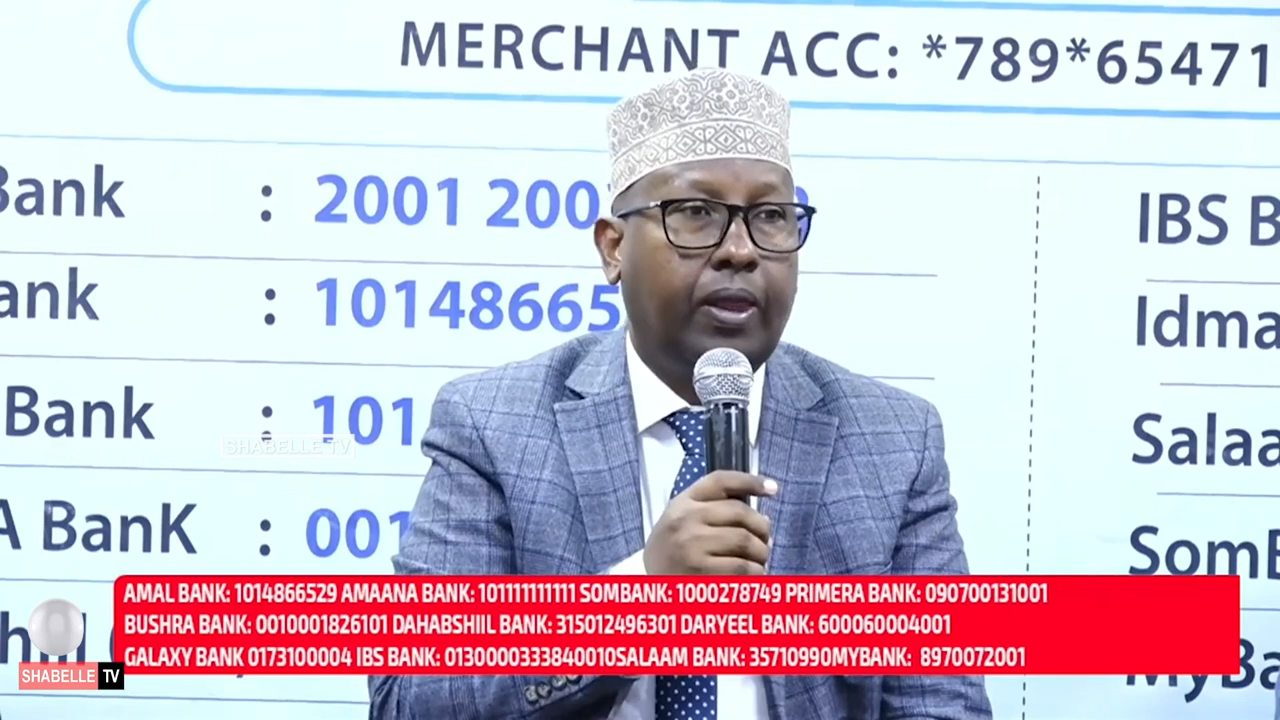 MERCHANT ACC: *789*65471
Bank : 2001 200
ank : 10148665
Bank : 101
A BanK : 001
IBS B
Idma
Salaa
SomB
MyBa
SHABELLE TV
AMAL BANK: 1014866529 AMAANA BANK: 101111111111 SOMBANK: 1000278749 PRIMERA BANK: 090700131001
BUSHRA BANK: 0010001826101 DAHABSHIIL BANK: 315012496301 DARYEEL BANK: 600060004001
GALAXY BANK 0173100004 IBS BANK: 0130000333840010SALAAM BANK: 35710990MYBANK: 8970072001
SHABELLE TV